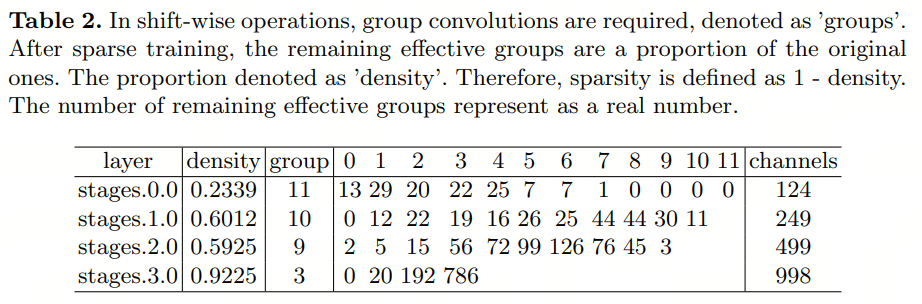 Table 2. In shift-wise operations, group convolutions are required, denoted as 'groups'.
After sparse training, the remaining effective groups are a proportion of the original
ones. The proportion denoted as 'density'. Therefore, sparsity is defined as 1 - density.
The number of remaining effective groups represent as a real number.
layer density group 0 1 2 3 4 5 6 7 8 9 10 11 channels
stages.0.0 0.2339 11 13 29 20 22 25 7 7 1 0 0 0 0 124
stages.1.0 0.6012 10 0 12 22 19 16 26 25 44 44 30 11 249
stages.2.0 0.5925 9 2 5 15 56 72 99 126 76 45 3 499
stages.3.0 0.9225 3 0 20 192 786 998